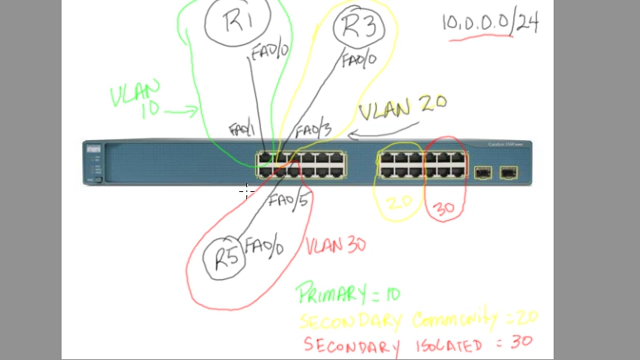 R1
R3
10.0.0.0/24
FA0/0
FA0/0
VLAN
10
VLAN 20
FA0/1
FA0/3
20
30
FA0/5
R5
FA0/0
VLAN 30
PRIMARY = 10
SECONDARY Community = 20
SECONDARY ISOLATED = 30